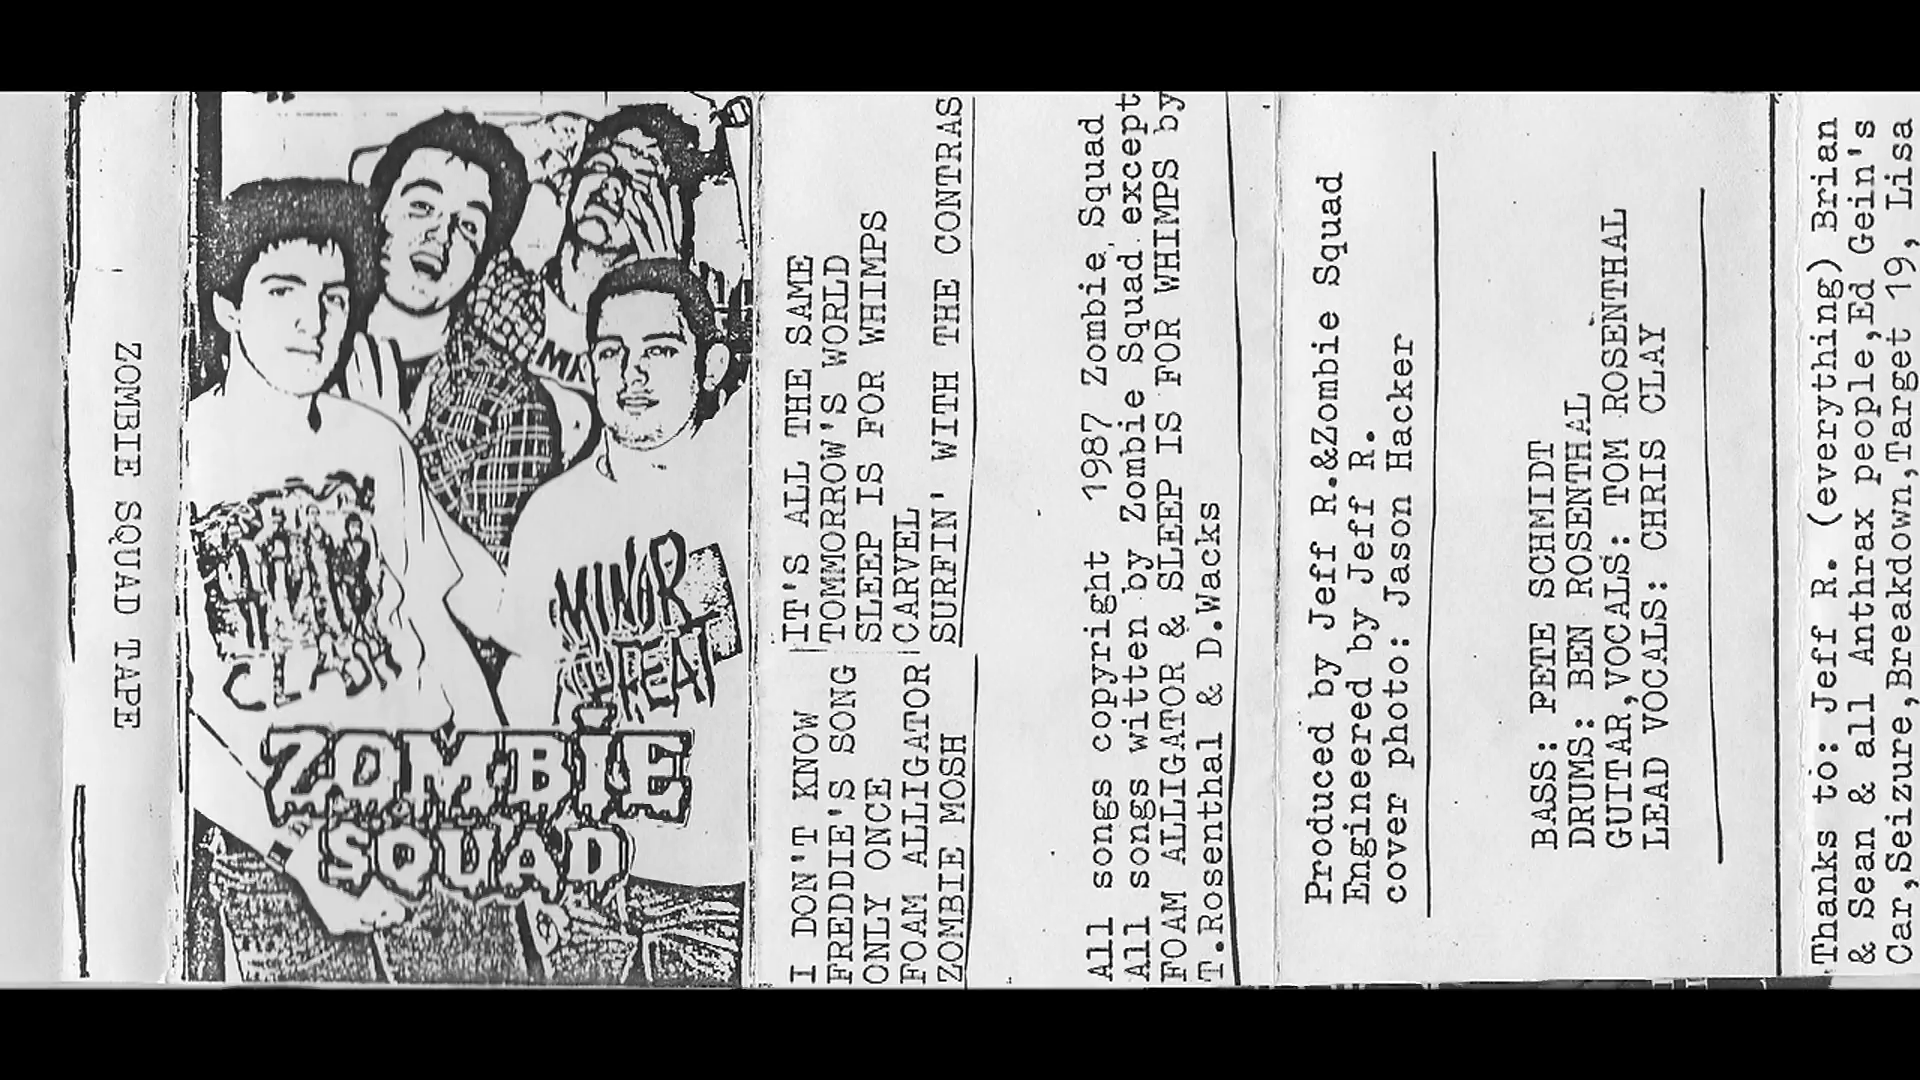 ZOMBIE SQUAD TAPE
THE
CLASH
MINOR
THREAT
ZOMBIE
SQUAD
I DON'T KNOW
FREDDIE'S SONG
ONLY ONCE
FOAM ALLIGATOR
ZOMBIE MOSH
IT'S ALL THE SAME
TOMMORROW'S WORLD
SLEEP IS FOR WHIMPS
CARVEL
SURFIN' WITH THE CONTRAS
All songs copyright 1987 Zombie Squad
All songs witten by Zombie Squad except
FOAM ALLIGATOR & SLEEP IS FOR WHIMPS by
T.Rosenthal & D.Wacks
Produced by Jeff R.&Zombie Squad
Engineered by Jeff R.
cover photo: Jason Hacker
BASS: PETE SCHMIDT
DRUMS: BEN ROSENTHAL
GUITAR,VOCALS: TOM ROSENTHAL
LEAD VOCALS: CHRIS CLAY
Thanks to: Jeff R. (everything) Brian
& Sean & all Anthrax people,Ed Gein's
Car,Seizure,Breakdown,Target 19, Lisa